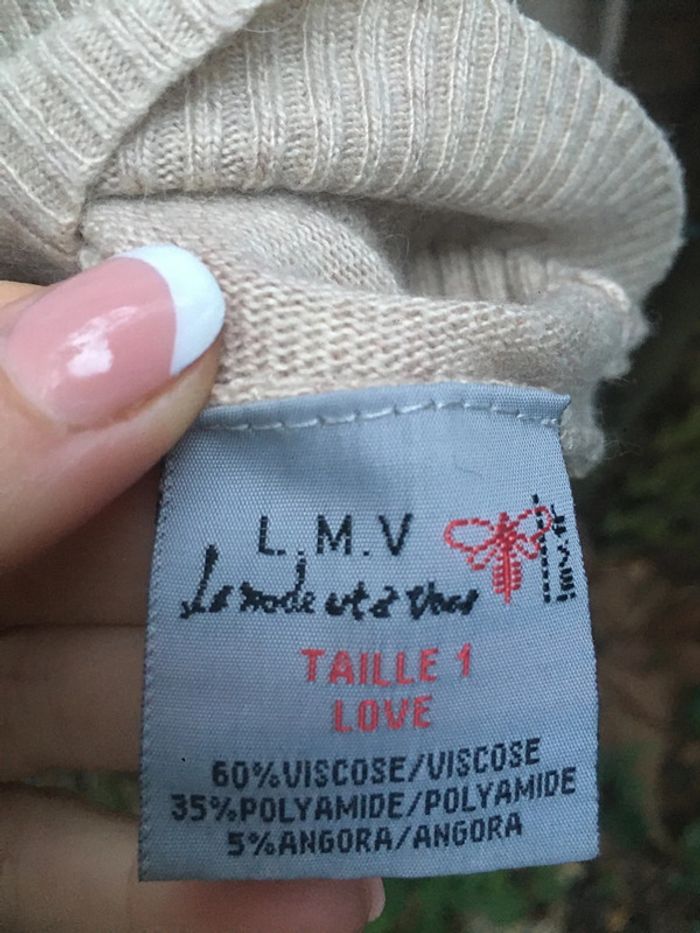 L.M.V
La mode est à vous
TAILLE 1
LOVE
60%VISCOSE/VISCOSE
35%POLYAMIDE/POLYAMIDE
5%ANGORA/ANGORA